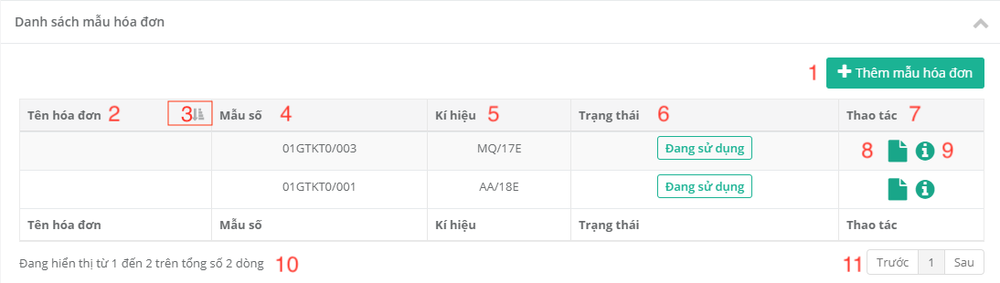 Danh sách mẫu hóa đơn
1 Thêm mẫu hóa đơn
Tên hóa đơn 2 3 Mẫu số 4 Kí hiệu 5 Trạng thái 6 Thao tác 7
01GTKT0/003 MQ/17E Đang sử dụng 8 9
01GTKT0/001 AA/18E Đang sử dụng
Tên hóa đơn Mẫu số Kí hiệu Trạng thái Thao tác
Đang hiển thị từ 1 đến 2 trên tổng số 2 dòng 10 11 Trước 1 Sau